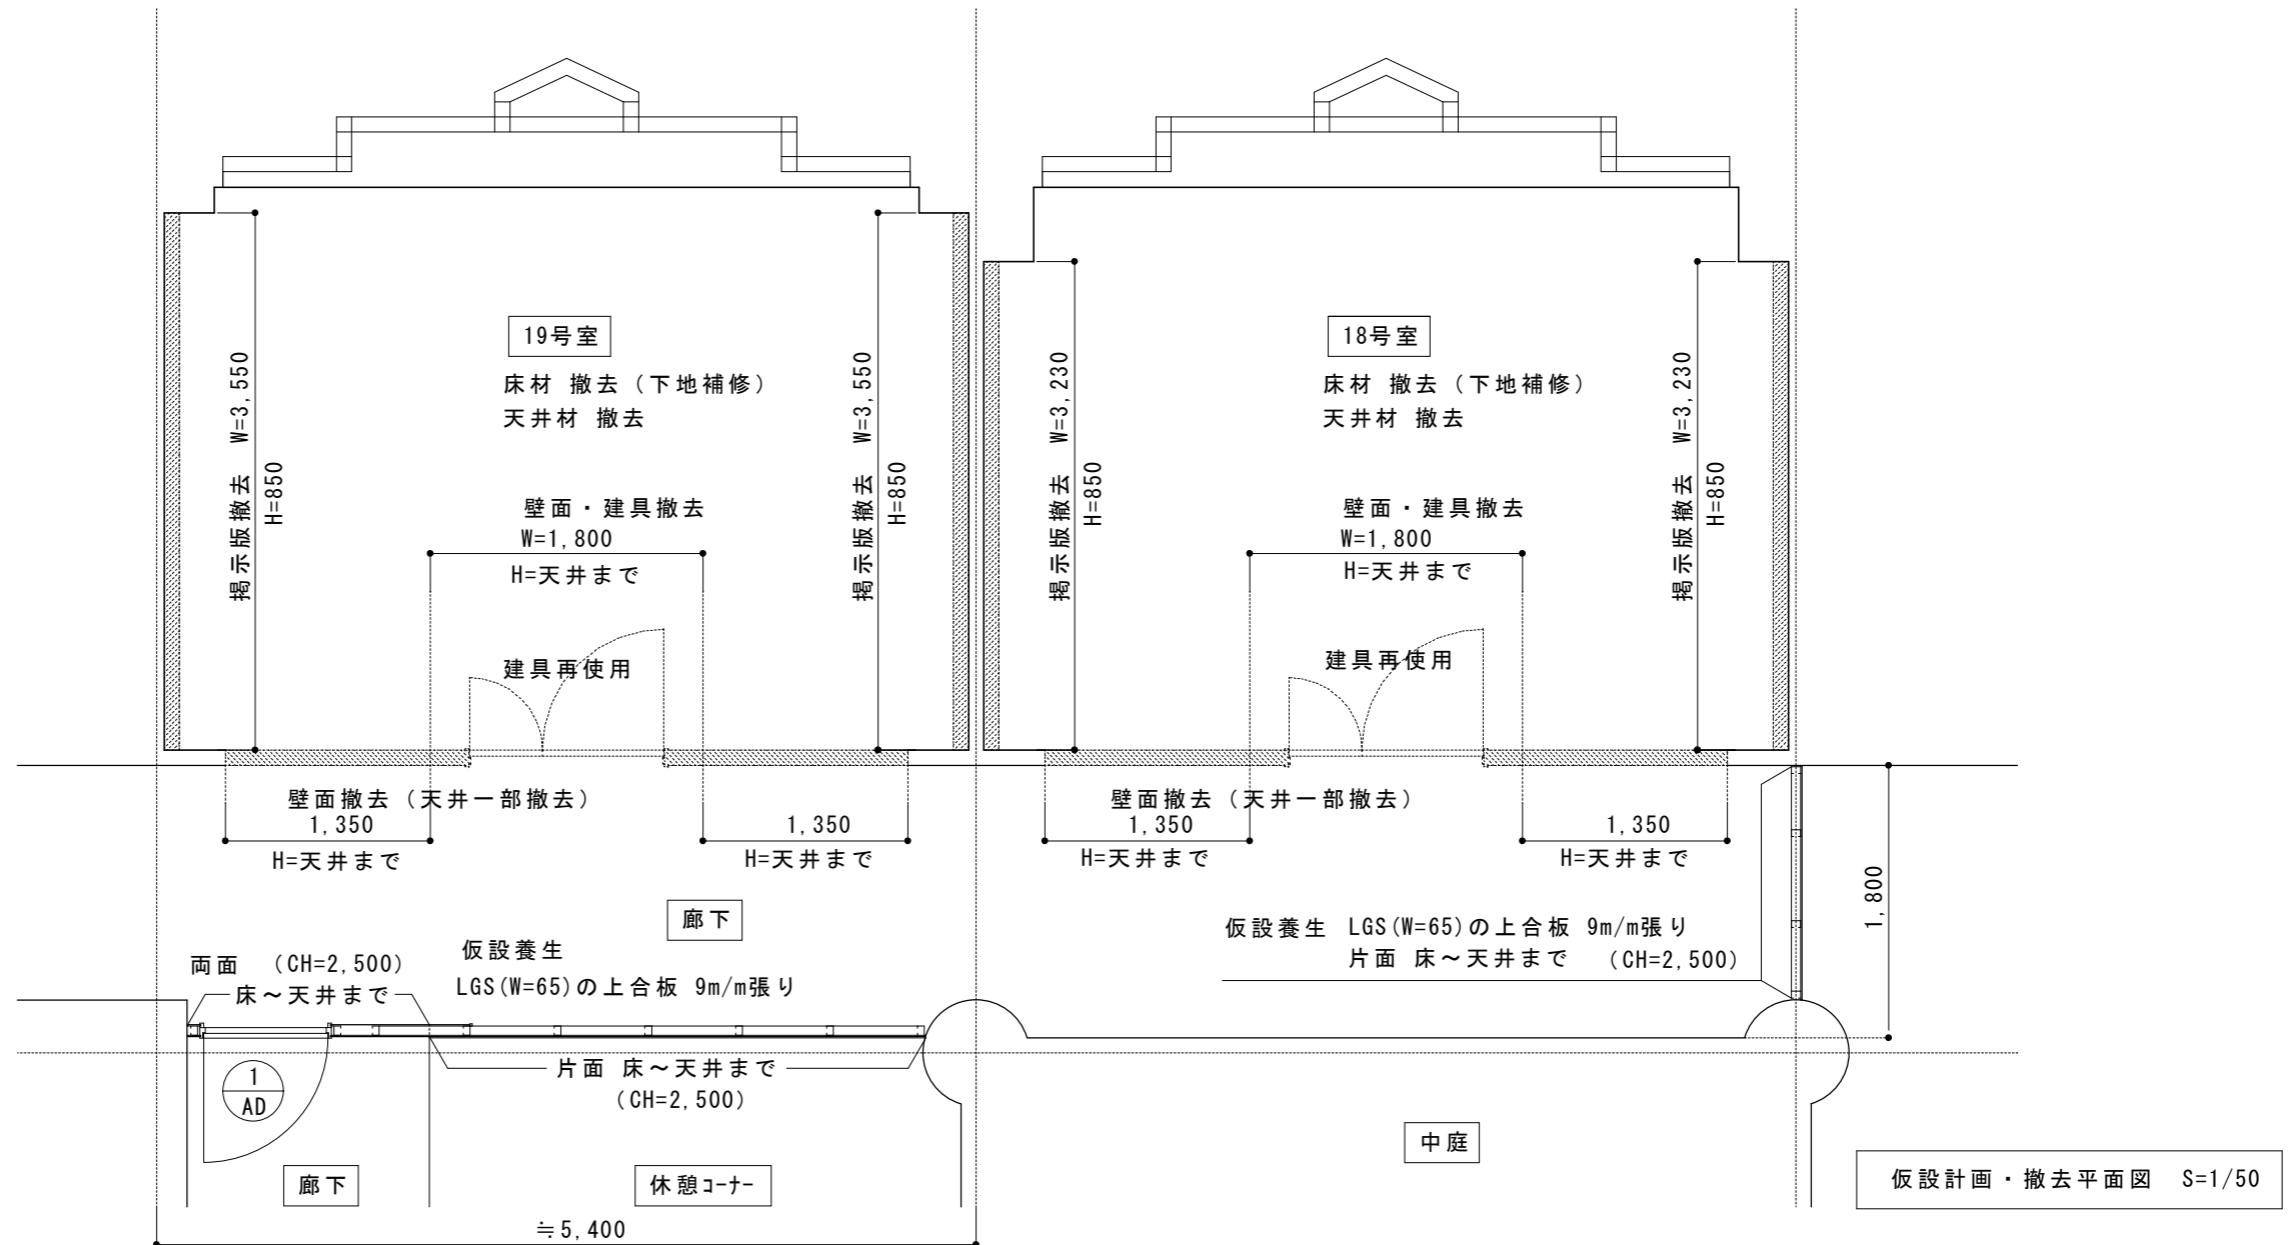 19号室
床材 撤去（下地補修）
天井材 撤去
掲示版撤去 W=3,550
H=850
掲示版撤去 W=3,550
H=850
壁面・建具撤去
W=1,800
H=天井まで
建具再使用
18号室
床材 撤去（下地補修）
天井材 撤去
掲示版撤去 W=3,230
H=850
掲示版撤去 W=3,230
H=850
壁面・建具撤去
W=1,800
H=天井まで
建具再使用
壁面撤去（天井一部撤去）
1,350
H=天井まで
1,350
H=天井まで
壁面撤去（天井一部撤去）
1,350
H=天井まで
1,350
H=天井まで
1,800
廊下
仮設養生 LGS(W=65)の上合板 9m/m張り
片面 床～天井まで （CH=2,500）
両面 （CH=2,500）
床～天井まで
仮設養生
LGS(W=65)の上合板 9m/m張り
片面 床～天井まで
（CH=2,500）
1
AD
廊下
休憩コーナー
中庭
≒5,400
仮設計画・撤去平面図 S=1/50